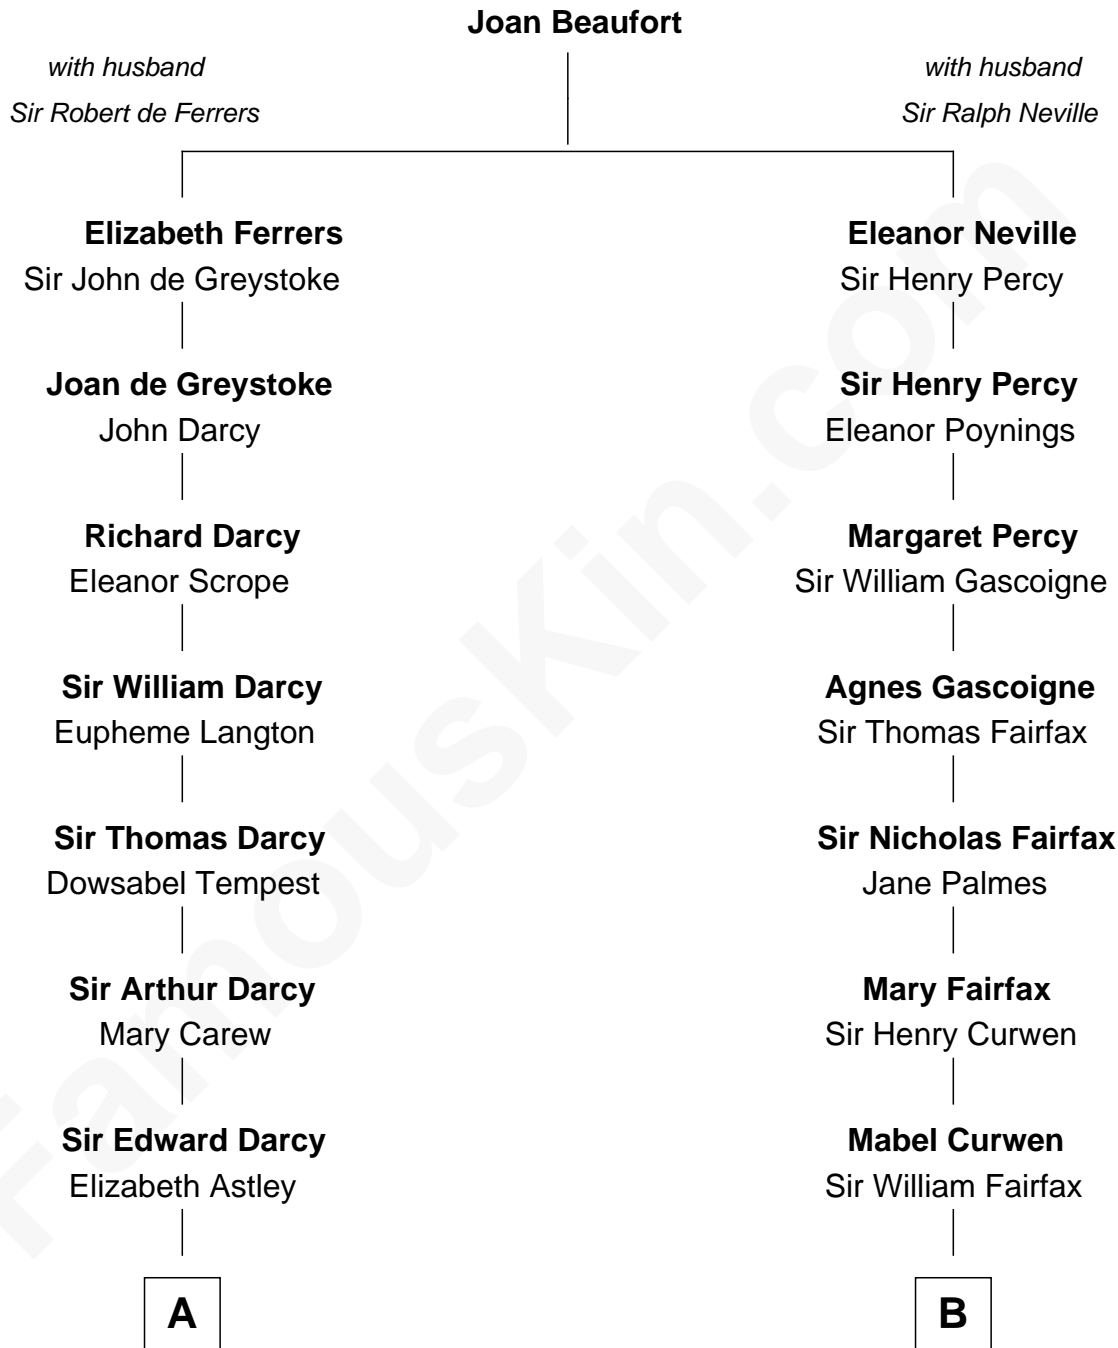 Joan Beaufort
with husband
Sir Robert de Ferrers
with husband
Sir Ralph Neville
Elizabeth Ferrers
Sir John de Greystoke
Eleanor Neville
Sir Henry Percy
Joan de Greystoke
John Darcy
Sir Henry Percy
Eleanor Poynings
Richard Darcy
Eleanor Scrope
Margaret Percy
Sir William Gascoigne
Sir William Darcy
Eupheme Langton
Agnes Gascoigne
Sir Thomas Fairfax
Sir Thomas Darcy
Dowsabel Tempest
Sir Nicholas Fairfax
Jane Palmes
Sir Arthur Darcy
Mary Carew
Mary Fairfax
Sir Henry Curwen
Sir Edward Darcy
Elizabeth Astley
Mabel Curwen
Sir William Fairfax
A
B
FamousKin.com